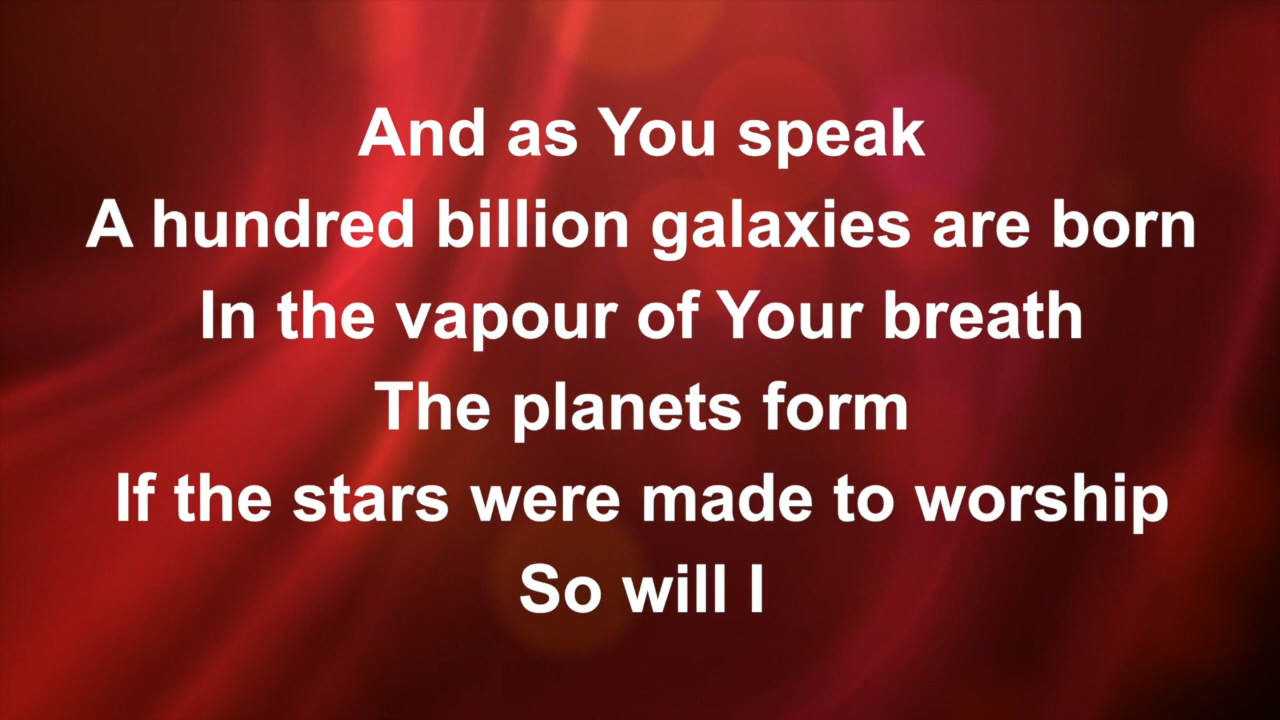 And as You speak
A hundred billion galaxies are born
In the vapour of Your breath
The planets form
If the stars were made to worship
So will I